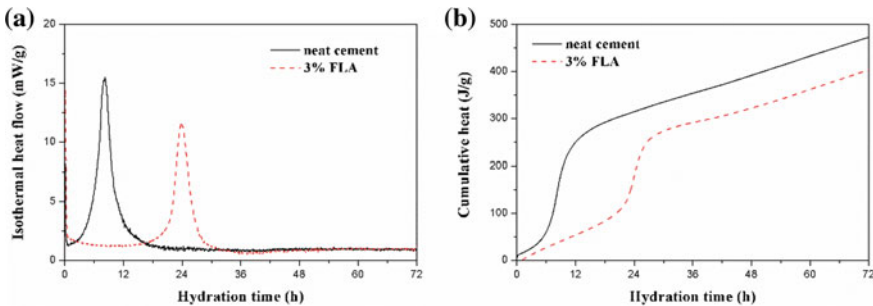 (a)
20
15
10
5
0
0 12 24 36 48 60 72
Isothermal heat flow (mW/g)
Hydration time (h)
neat cement
3% FLA
(b)
500
400
300
200
100
0
0 12 24 36 48 60 72
Cumulative heat (J/g)
Hydration time (h)
neat cement
3% FLA